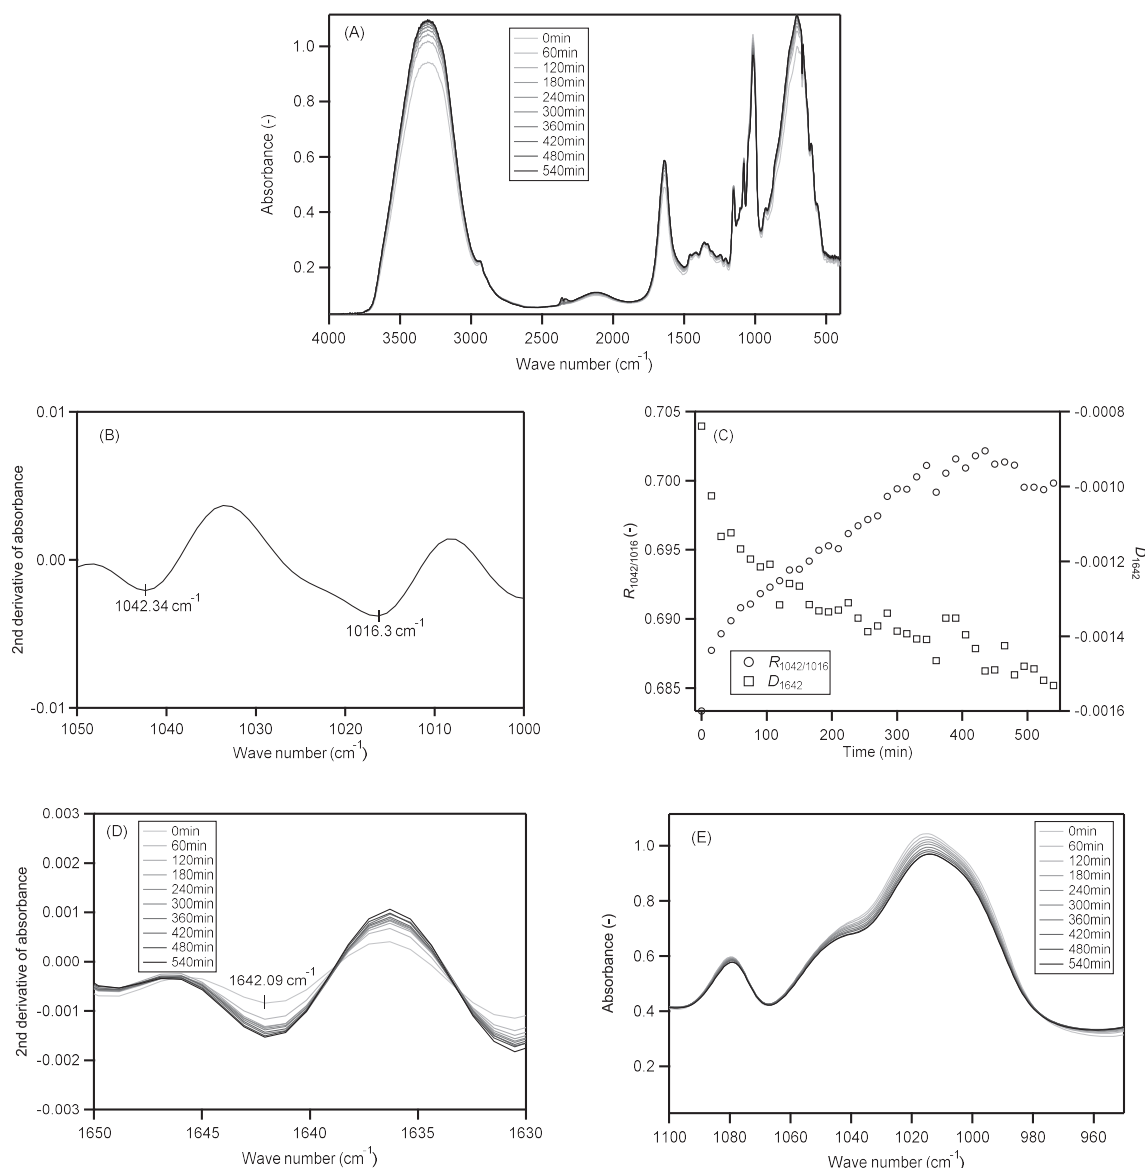 (A)
0min
60min
120min
180min
240min
300min
360min
420min
480min
540min
1.0
0.8
0.6
0.4
0.2
Absorbance (-)
4000 3500 3000 2500 2000 1500 1000 500
Wave number (cm-1)
(B)
0.01
0.00
-0.01
2nd derivative of absorbance
1042.34 cm-1
1016.3 cm-1
1050 1040 1030 1020 1010 1000
Wave number (cm-1)
(C)
0.705
0.700
0.695
0.690
0.685
R1042/1016 (-)
-0.0008
-0.0010
-0.0012
-0.0014
-0.0016
D1642
R1042/1016
D1642
0 100 200 300 400 500
Time (min)
(D)
0min
60min
120min
180min
240min
300min
360min
420min
480min
540min
0.003
0.002
0.001
0.000
-0.001
-0.002
-0.003
2nd derivative of absorbance
1642.09 cm-1
1650 1645 1640 1635 1630
Wave number (cm-1)
(E)
0min
60min
120min
180min
240min
300min
360min
420min
480min
540min
1.0
0.8
0.6
0.4
0.2
Absorbance (-)
1100 1080 1060 1040 1020 1000 980 960
Wave number (cm-1)